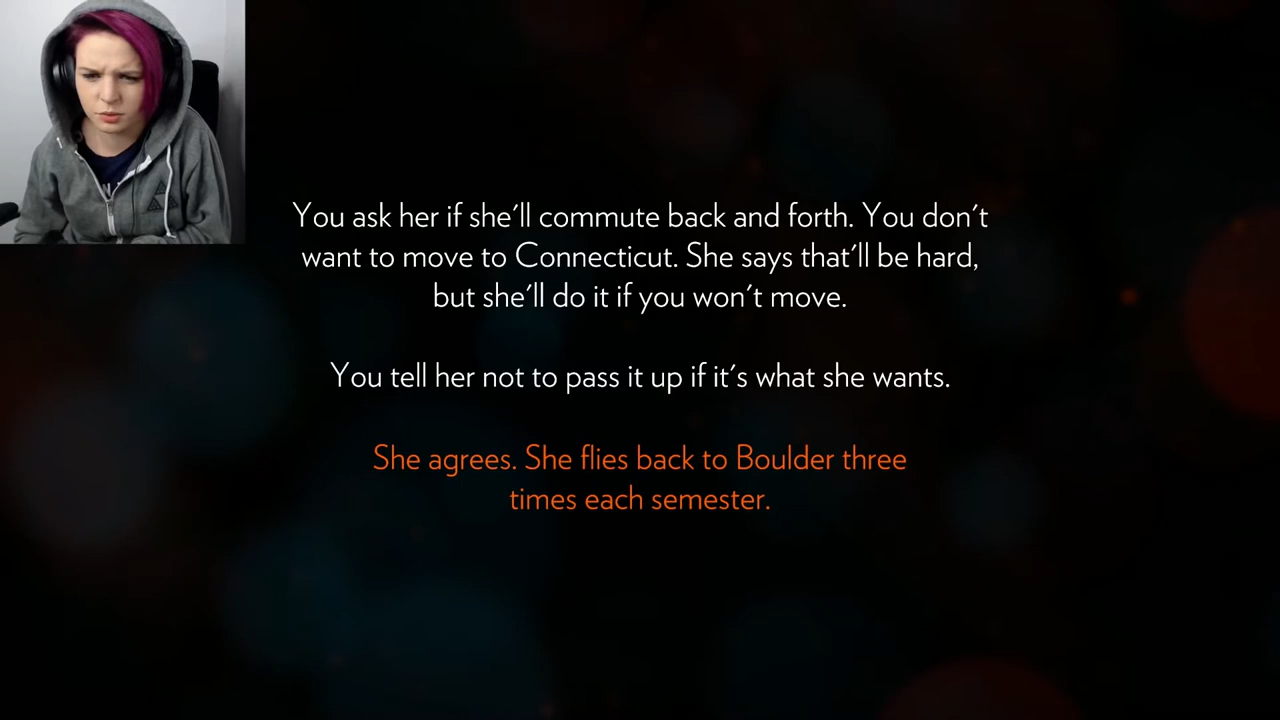 You ask her if she'll commute back and forth. You don't
want to move to Connecticut. She says that'll be hard,
but she'll do it if you won't move.
You tell her not to pass it up if it's what she wants.
She agrees. She flies back to Boulder three
times each semester.